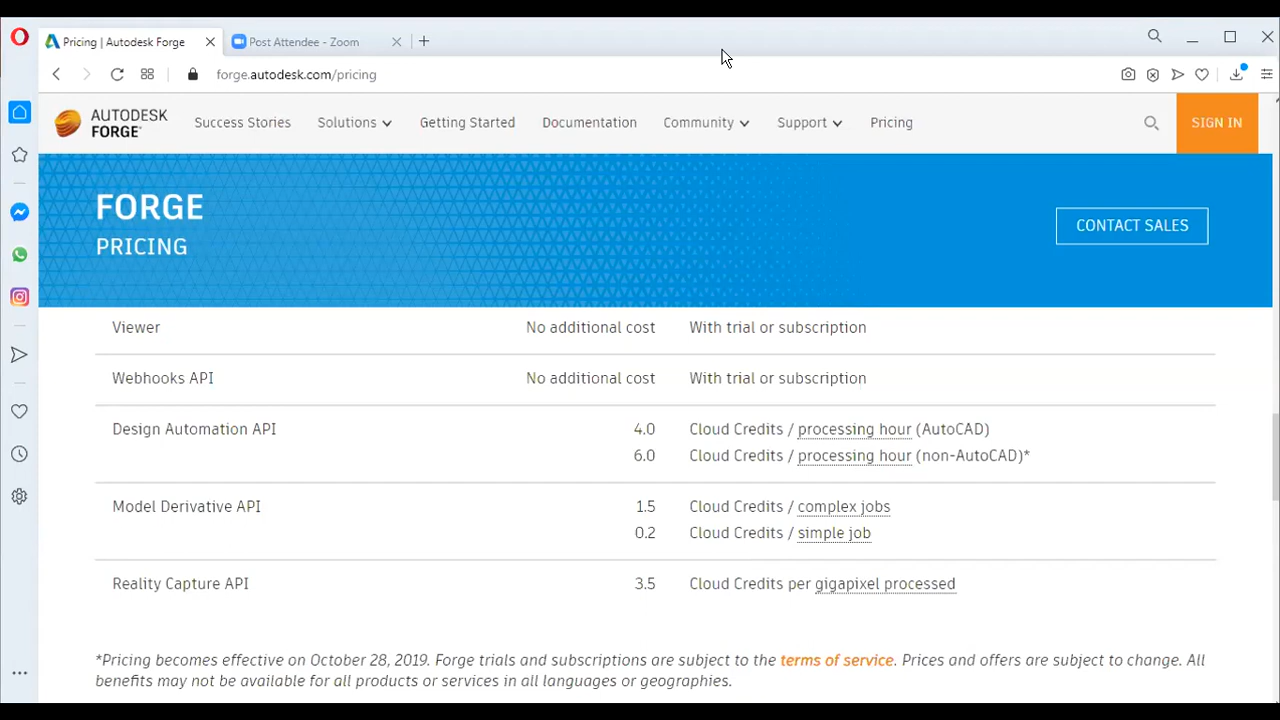 Pricing | Autodesk Forge
Post Attendee - Zoom
forge.autodesk.com/pricing
AUTODESK
FORGE
Success Stories
Solutions
Getting Started
Documentation
Community
Support
Pricing
SIGN IN
FORGE
PRICING
CONTACT SALES
Viewer No additional cost With trial or subscription
Webhooks API No additional cost With trial or subscription
Design Automation API 4.0 Cloud Credits / processing hour (AutoCAD)
6.0 Cloud Credits / processing hour (non-AutoCAD)*
Model Derivative API 1.5 Cloud Credits / complex jobs
0.2 Cloud Credits / simple job
Reality Capture API 3.5 Cloud Credits per gigapixel processed
*Pricing becomes effective on October 28, 2019. Forge trials and subscriptions are subject to the terms of service. Prices and offers are subject to change. All
benefits may not be available for all products or services in all languages or geographies.